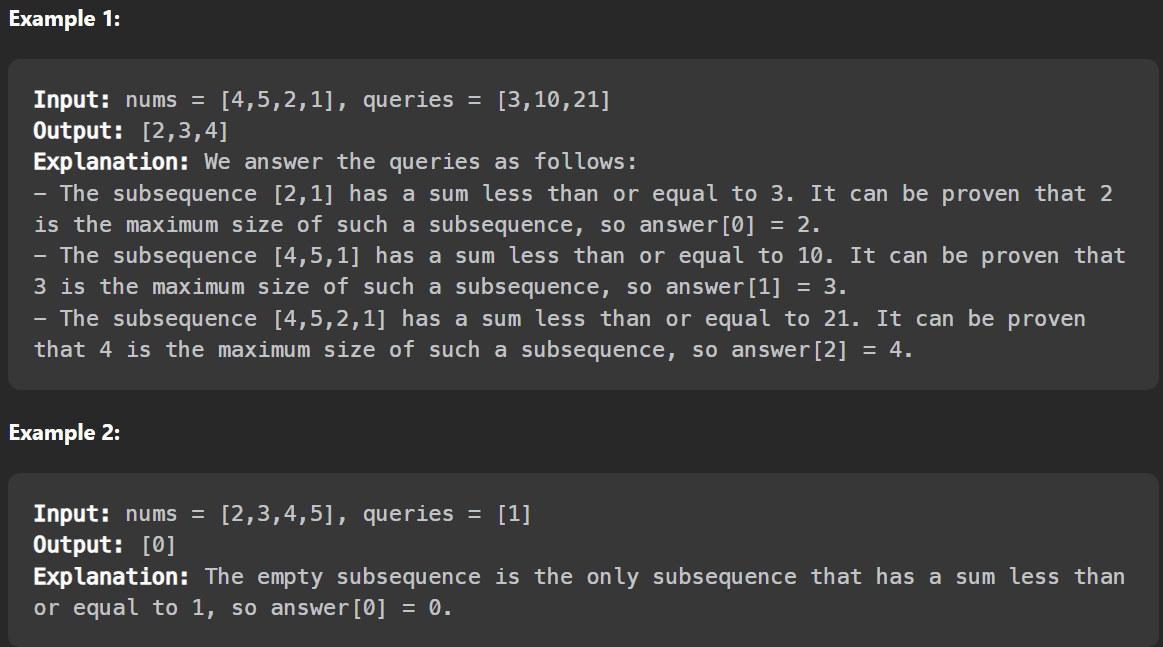 Example 1:
Input: nums = [4,5,2,1], queries = [3,10,21]
Output: [2,3,4]
Explanation: We answer the queries as follows:
- The subsequence [2,1] has a sum less than or equal to 3. It can be proven that 2
is the maximum size of such a subsequence, so answer[0] = 2.
- The subsequence [4,5,1] has a sum less than or equal to 10. It can be proven that
3 is the maximum size of such a subsequence, so answer[1] = 3.
- The subsequence [4,5,2,1] has a sum less than or equal to 21. It can be proven
that 4 is the maximum size of such a subsequence, so answer[2] = 4.
Example 2:
Input: nums = [2,3,4,5], queries = [1]
Output: [0]
Explanation: The empty subsequence is the only subsequence that has a sum less than
or equal to 1, so answer[0] = 0.